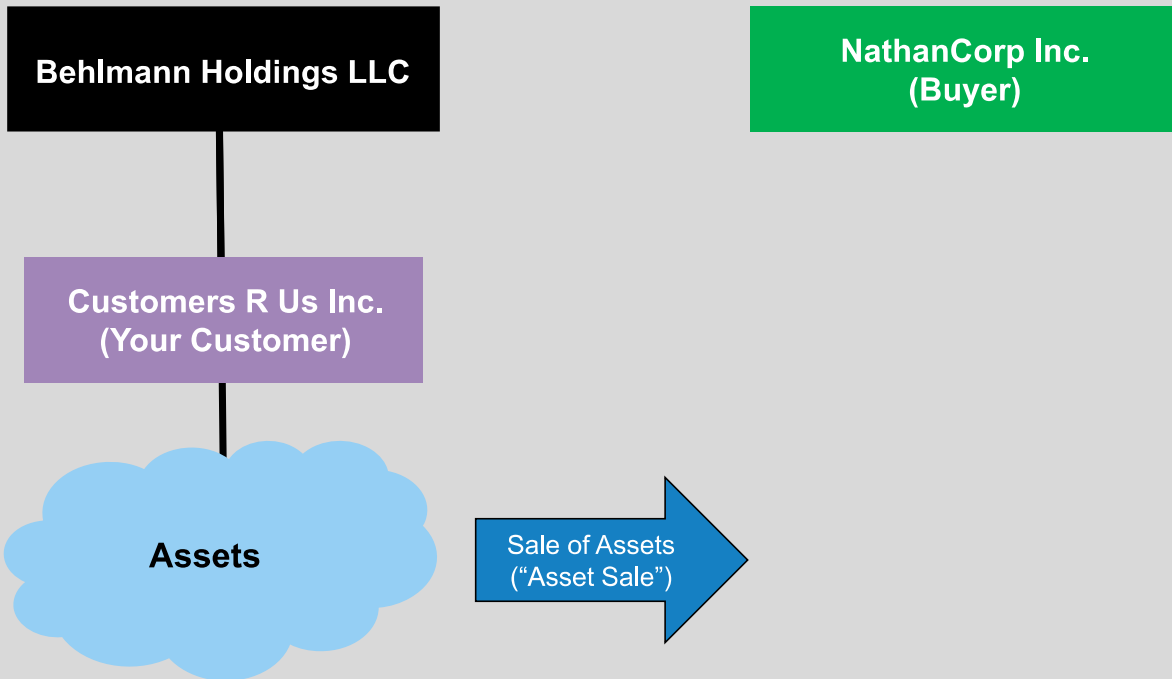 Behlmann Holdings LLC
NathanCorp Inc.
(Buyer)
Customers R Us Inc.
(Your Customer)
Assets
Sale of Assets
(“Asset Sale”)